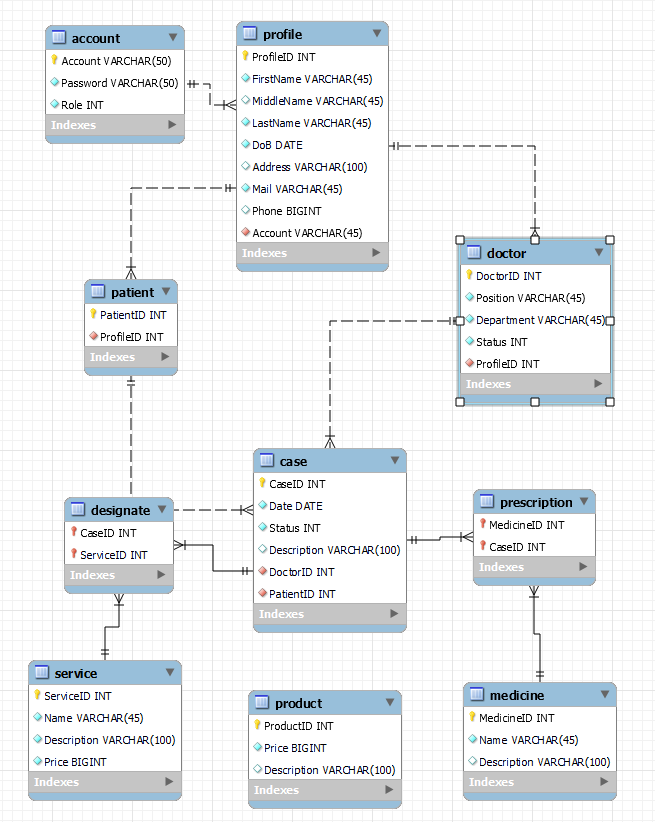 account
Account VARCHAR(50)
Password VARCHAR(50)
Role INT
Indexes
profile
ProfileID INT
FirstName VARCHAR(45)
MiddleName VARCHAR(45)
LastName VARCHAR(45)
DoB DATE
Address VARCHAR(100)
Mail VARCHAR(45)
Phone BIGINT
Account VARCHAR(45)
Indexes
doctor
DoctorID INT
Position VARCHAR(45)
Department VARCHAR(45)
Status INT
ProfileID INT
Indexes
patient
PatientID INT
ProfileID INT
Indexes
case
CaseID INT
Date DATE
Status INT
Description VARCHAR(100)
DoctorID INT
PatientID INT
Indexes
designate
CaseID INT
ServiceID INT
Indexes
prescription
MedicineID INT
CaseID INT
Indexes
service
ServiceID INT
Name VARCHAR(45)
Description VARCHAR(100)
Price BIGINT
Indexes
product
ProductID INT
Price BIGINT
Description VARCHAR(100)
Indexes
medicine
MedicineID INT
Name VARCHAR(45)
Description VARCHAR(100)
Indexes